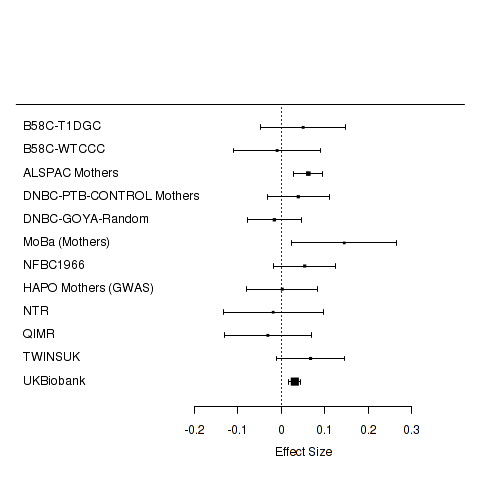 B58C-T1DGC
B58C-WTCCC
ALSPAC Mothers
DNBC-PTB-CONTROL Mothers
DNBC-GOYA-Random
MoBa (Mothers)
NFBC1966
HAPO Mothers (GWAS)
NTR
QIMR
TWINSUK
UKBiobank
-0.2 -0.1 0 0.1 0.2 0.3
Effect Size